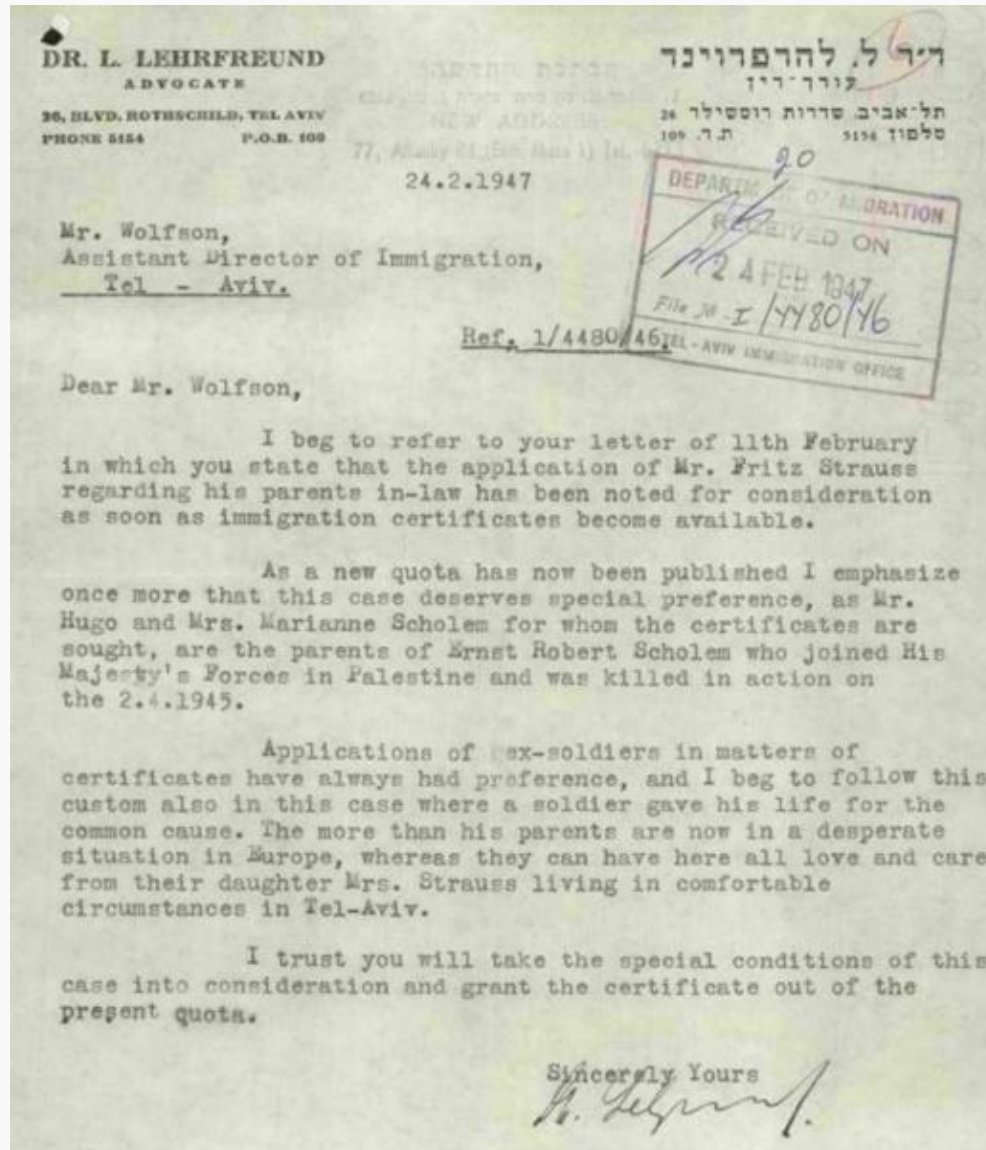 DR. L. LEHRFREUND
ADVOCATE
26, BLVD. ROTHSCHILD, TEL AVIV
PHONE 5154 P.O.B. 109
ד״ר ל. להרפרוינד
עורך־דין
תל־אביב, שדרות רוטשילד 26
טלפון 5154 ת.ד. 109
NEW ADDRESS:
24.2.1947
20
DEPARTMENT OF MIGRATION
RECEIVED ON
24 FEB 1947
File No I/4480/46
TEL-AVIV IMMIGRATION OFFICE
Mr. Wolfson,
Assistant Director of Immigration,
Tel - Aviv.
Ref. 1/4480/46.
Dear Mr. Wolfson,
I beg to refer to your letter of 11th February
in which you state that the application of Mr. Fritz Strauss
regarding his parents in-law has been noted for consideration
as soon as immigration certificates become available.
As a new quota has now been published I emphasize
once more that this case deserves special preference, as Mr.
Hugo and Mrs. Marianne Scholem for whom the certificates are
sought, are the parents of Ernst Robert Scholem who joined His
Majesty's Forces in Palestine and was killed in action on
the 2.4.1945.
Applications of ex-soldiers in matters of
certificates have always had preference, and I beg to follow this
custom also in this case where a soldier gave his life for the
common cause. The more than his parents are now in a desperate
situation in Europe, whereas they can have here all love and care
from their daughter Mrs. Strauss living in comfortable
circumstances in Tel-Aviv.
I trust you will take the special conditions of this
case into consideration and grant the certificate out of the
present quota.
Sincerely Yours